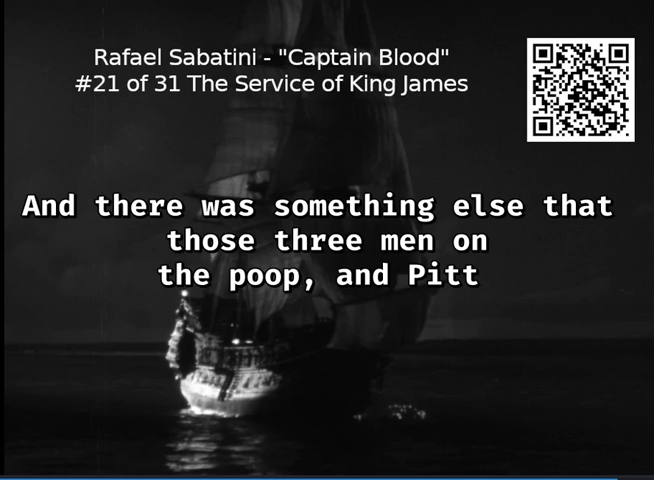 Rafael Sabatini - "Captain Blood"
#21 of 31 The Service of King James
And there was something else that
those three men on
the poop, and Pitt